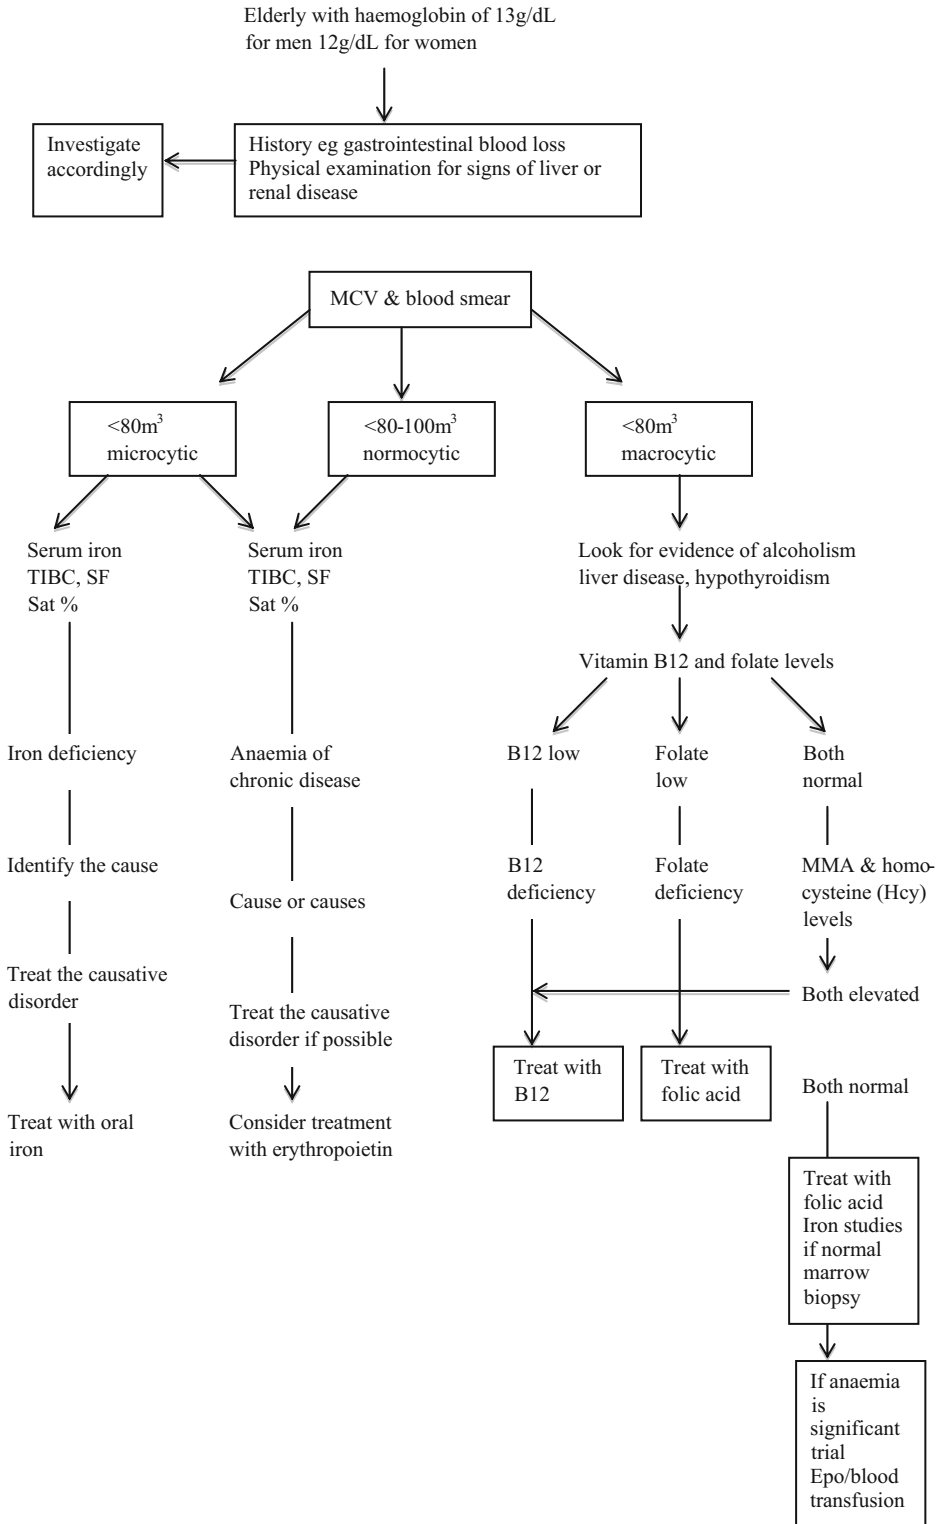 Elderly with haemoglobin of 13g/dL
for men 12g/dL for women
Investigate
accordingly
History eg gastrointestinal blood loss
Physical examination for signs of liver or
renal disease
MCV & blood smear
<80m³
microcytic
<80-100m³
normocytic
<80m³
macrocytic
Serum iron
TIBC, SF
Sat %
Serum iron
TIBC, SF
Sat %
Look for evidence of alcoholism
liver disease, hypothyroidism
Vitamin B12 and folate levels
Iron deficiency
Anaemia of
chronic disease
B12 low
Folate
low
Both
normal
Identify the cause
Cause or causes
B12
deficiency
Folate
deficiency
MMA & homo-
cysteine (Hcy)
levels
Treat the causative
disorder
Treat the causative
disorder if possible
Both elevated
Treat with
B12
Treat with
folic acid
Both normal
Treat with oral
iron
Consider treatment
with erythropoietin
Treat with
folic acid
Iron studies
if normal
marrow
biopsy
If anaemia
is
significant
trial
Epo/blood
transfusion